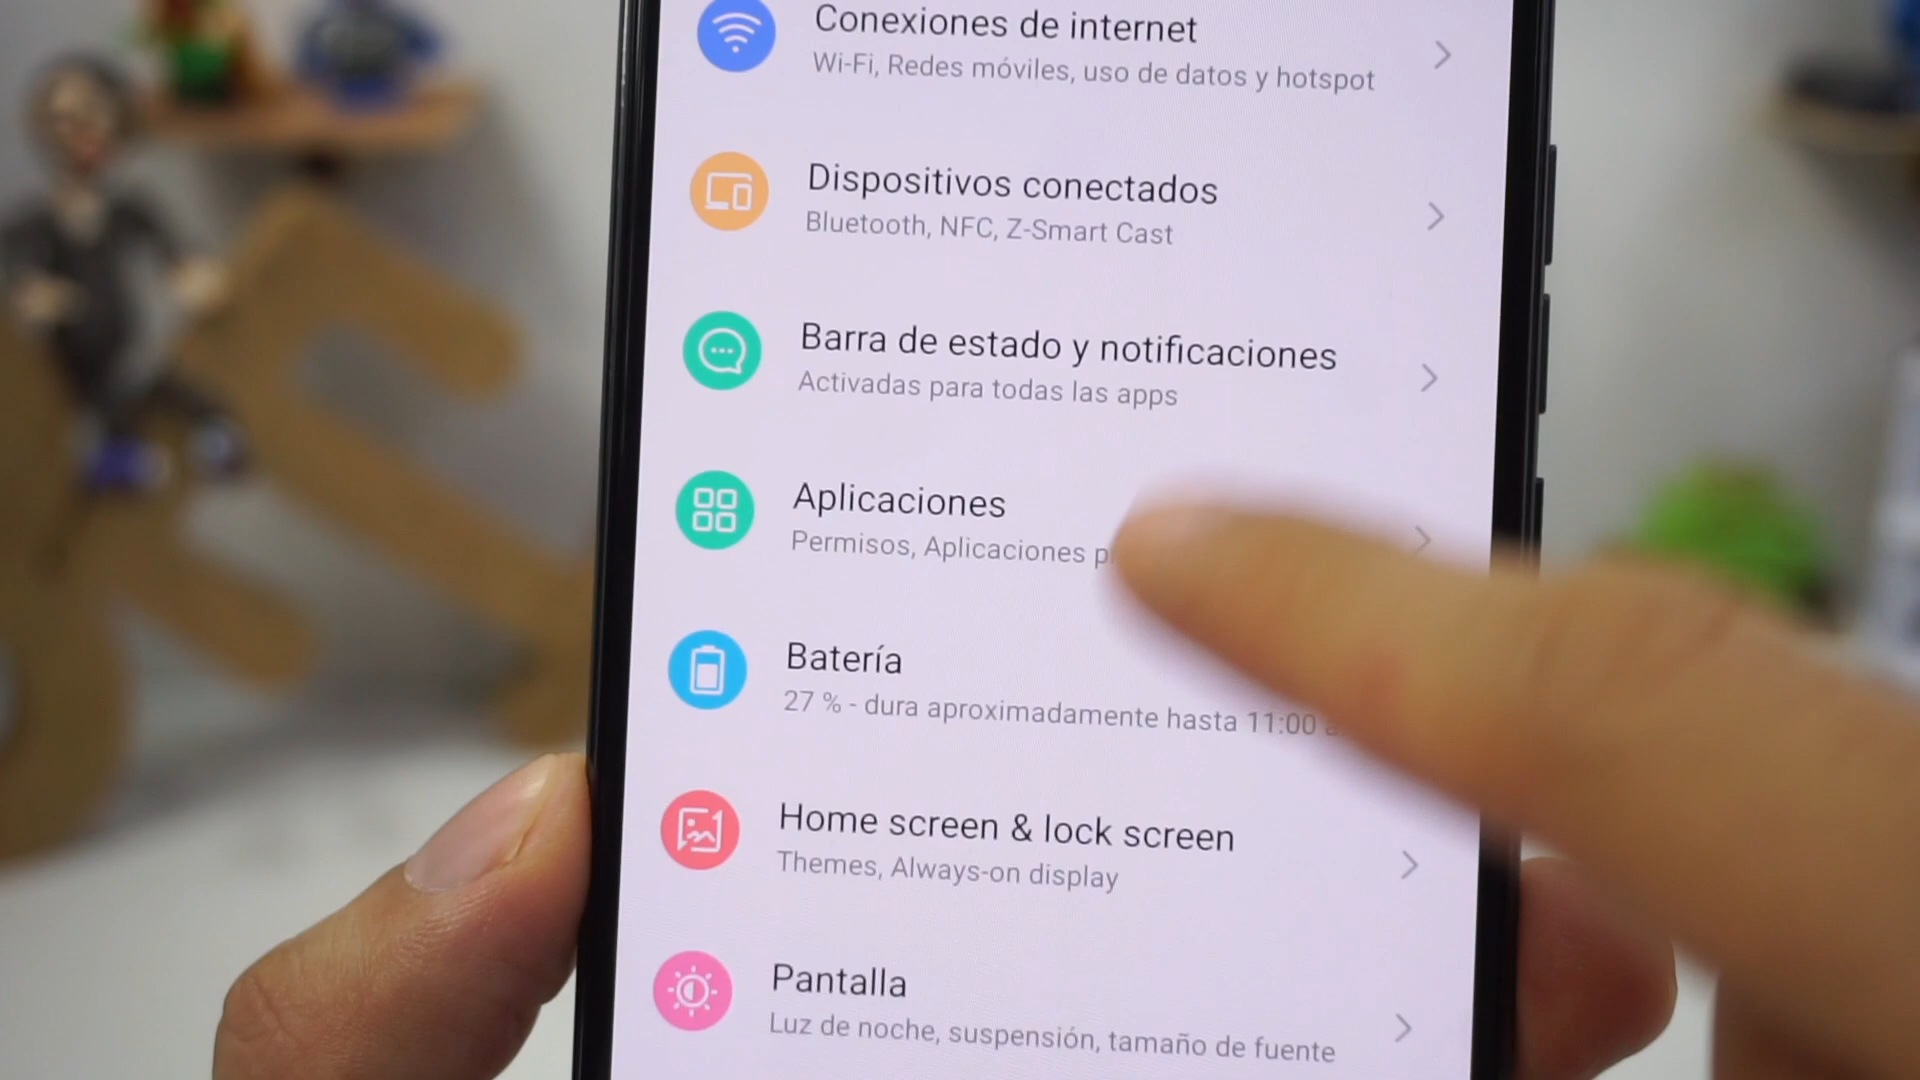 Conexiones de internet
Wi-Fi, Redes móviles, uso de datos y hotspot
Dispositivos conectados
Bluetooth, NFC, Z-Smart Cast
Barra de estado y notificaciones
Activadas para todas las apps
Aplicaciones
Permisos, Aplicaciones
Batería
27 % - dura aproximadamente hasta 11:00
Home screen & lock screen
Themes, Always-on display
Pantalla
Luz de noche, suspensión, tamaño de fuente